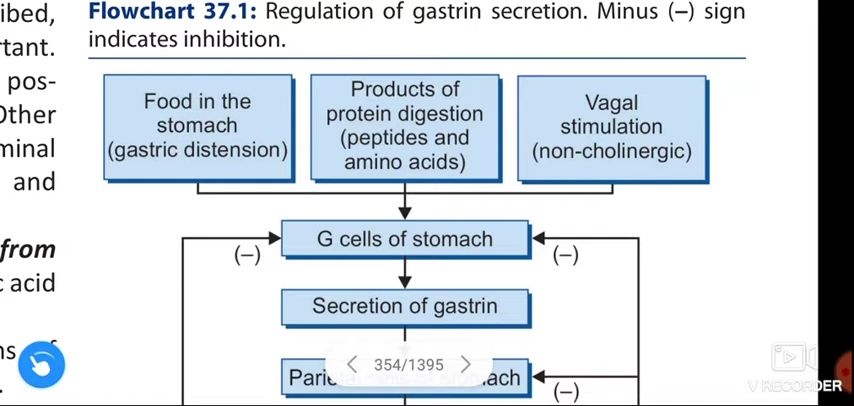 ibed,
rtant.
pos-
Other
minal
and
from
c acid
Flowchart 37.1: Regulation of gastrin secretion. Minus (−) sign
indicates inhibition.
Food in the
stomach
(gastric distension)
Products of
protein digestion
(peptides and
amino acids)
Vagal
stimulation
(non-cholinergic)
G cells of stomach
(−)
(−)
Secretion of gastrin
354/1395
(−)
V RECORDER